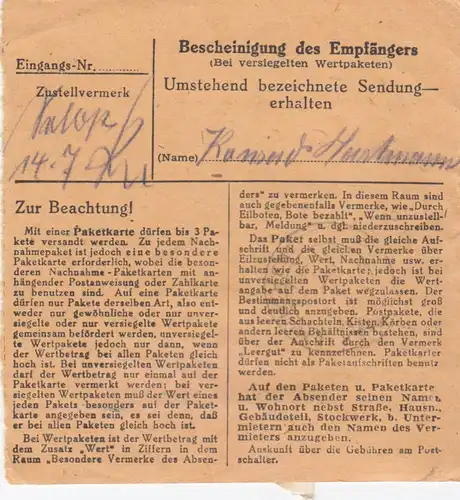 Eingangs-Nr.
Zustellvermerk
14.7
Bescheinigung des Empfängers
(Bei versiegelten Wertpaketen)
Umstehend bezeichnete Sendung
erhalten
(Name)
Zur Beachtung!
Mit einer Paketkarte dürfen bis 3 Pa-
kete versandt werden. Zu jedem Nach-
nahmepaket ist jedoch eine besondere
Paketkarte erforderlich, wobei die beson-
deren Nachnahme-Paketkarten mit an-
hängender Postanweisung oder Zahlkarte
zu benutzen sind. Auf eine Paketkarte
dürfen nur Pakete derselben Art, also ent-
weder nur gewöhnliche oder nur unver-
siegelte oder nur versiegelte Wertpakete
gemeinsam befördert werden, unversiegel-
te Wertpakete jedoch nur dann, wenn
der Wertbetrag bei allen Paketen gleich
hoch ist. Bei unversiegelten Wertpaketen
darf der Wertbetrag nur einmal auf der
Paketkarte vermerkt werden; bei ver-
siegelten Wertpaketen muß der Wert eines
jeden Pakets besonders auf der Paket-
karte angegeben sein, es sei denn, daß
er bei allen Paketen gleich hoch ist.
Bei Wertpaketen ist der Wertbetrag mit
dem Zusatz „Wert" in Ziffern in dem
Raum „Besondere Vermerke des Absen-
ders" zu vermerken. In diesem Raum sind
auch gegebenenfalls Vermerke, wie „Durch
Eilboten, Bote bezahlt", „Wenn unzustell-
bar, Meldung" u. dgl. niederzuschreiben.
Das Paket selbst muß die gleiche Auf-
schrift und die gleichen Vermerke über
Eilzustellung, Wert, Nachnahme usw. er-
halten wie die Paketkarte; jedoch ist bei
unversiegelten Wertpaketen die Wert-
angabe auf dem Paket wegzulassen. Der
Bestimmungspostort ist möglichst groß
und deutlich anzugeben. Postpakete, die
aus leeren Schachteln, Kisten, Körben oder
andern leeren Behältnissen bestehen, sind
über der Anschrift durch den Vermerk
„Leergut" zu kennzeichnen. Paketkarten
dürfen nicht als Paketaufschriften benutzt
werden.
Auf den Paketen u. Paketkarten
hat der Absender seinen Namen
u. Wohnort nebst Straße, Hausn.,
Gebäudeteil, Stockwerk, b. Unter-
mietern auch den Namen des Ver-
mieters anzugeben.
Auskunft über die Gebühren am Post-
schalter.